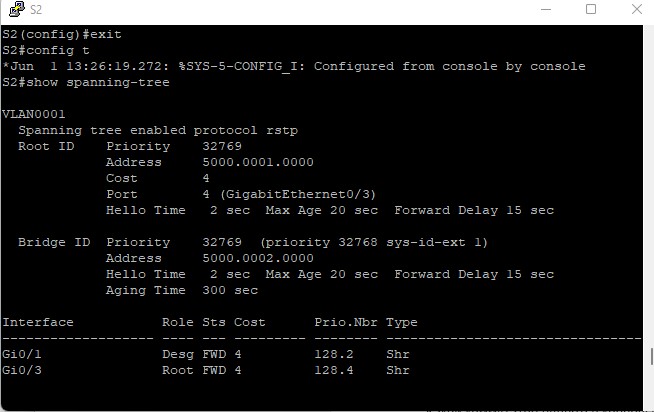 S2
S2(config)#exit
S2#config t
*Jun  1 13:26:19.272: %SYS-5-CONFIG_I: Configured from console by console
S2#show spanning-tree

VLAN0001
  Spanning tree enabled protocol rstp
  Root ID    Priority    32769
             Address     5000.0001.0000
             Cost        4
             Port        4 (GigabitEthernet0/3)
             Hello Time   2 sec  Max Age 20 sec  Forward Delay 15 sec

  Bridge ID  Priority    32769  (priority 32768 sys-id-ext 1)
             Address     5000.0002.0000
             Hello Time   2 sec  Max Age 20 sec  Forward Delay 15 sec
             Aging Time  300 sec

Interface           Role Sts Cost      Prio.Nbr Type
------------------- ---- --- --------- -------- --------------------------------
Gi0/1               Desg FWD 4         128.2    Shr
Gi0/3               Root FWD 4         128.4    Shr